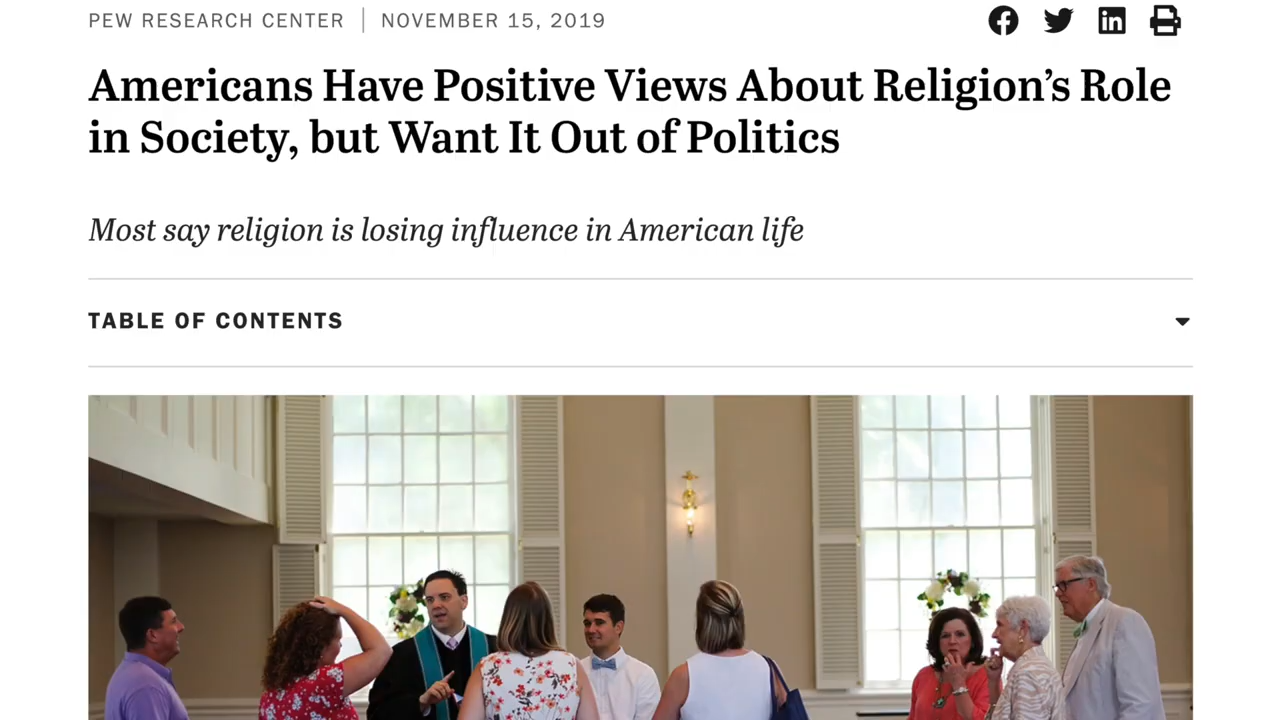 PEW RESEARCH CENTER | NOVEMBER 15, 2019
Americans Have Positive Views About Religion’s Role
in Society, but Want It Out of Politics
Most say religion is losing influence in American life
TABLE OF CONTENTS